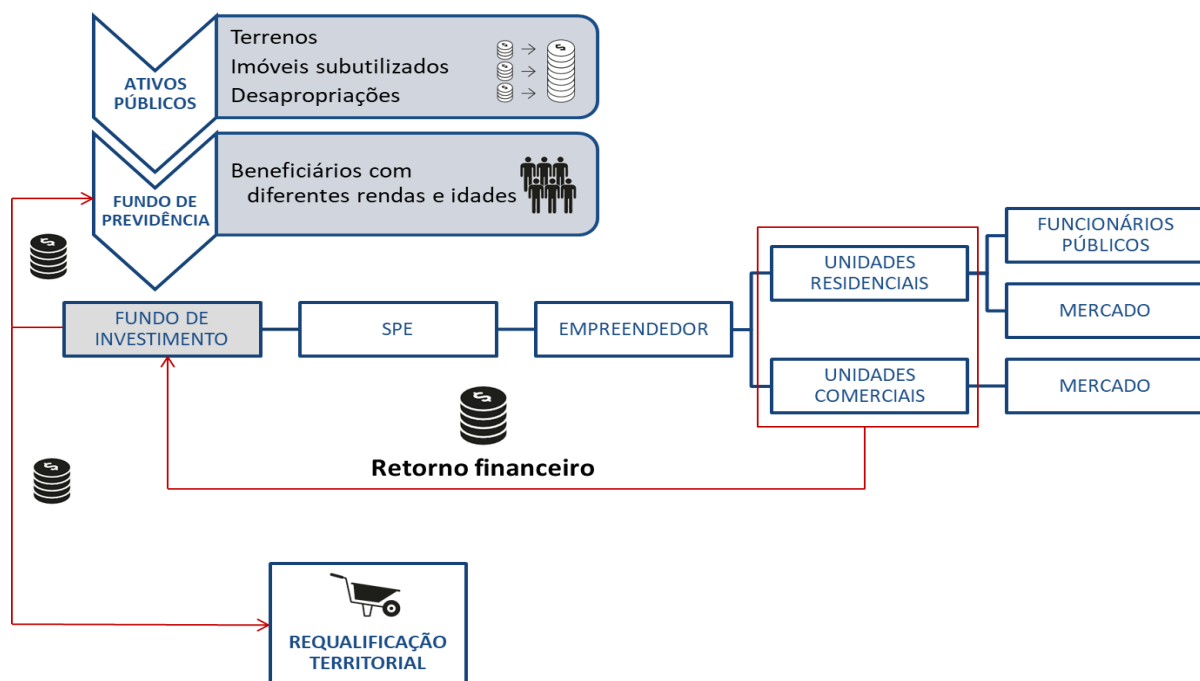 Terrenos
Imóveis subutilizados
Desapropriações
ATIVOS
PÚBLICOS
$
$
$
$
Beneficiários com
diferentes rendas e idades
FUNDO DE
PREVIDÊNCIA
$
FUNDO DE
INVESTIMENTO
SPE
EMPREENDEDOR
UNIDADES
RESIDENCIAIS
FUNCIONÁRIOS
PÚBLICOS
MERCADO
UNIDADES
COMERCIAIS
MERCADO
$
Retorno financeiro
$
REQUALIFICAÇÃO
TERRITORIAL